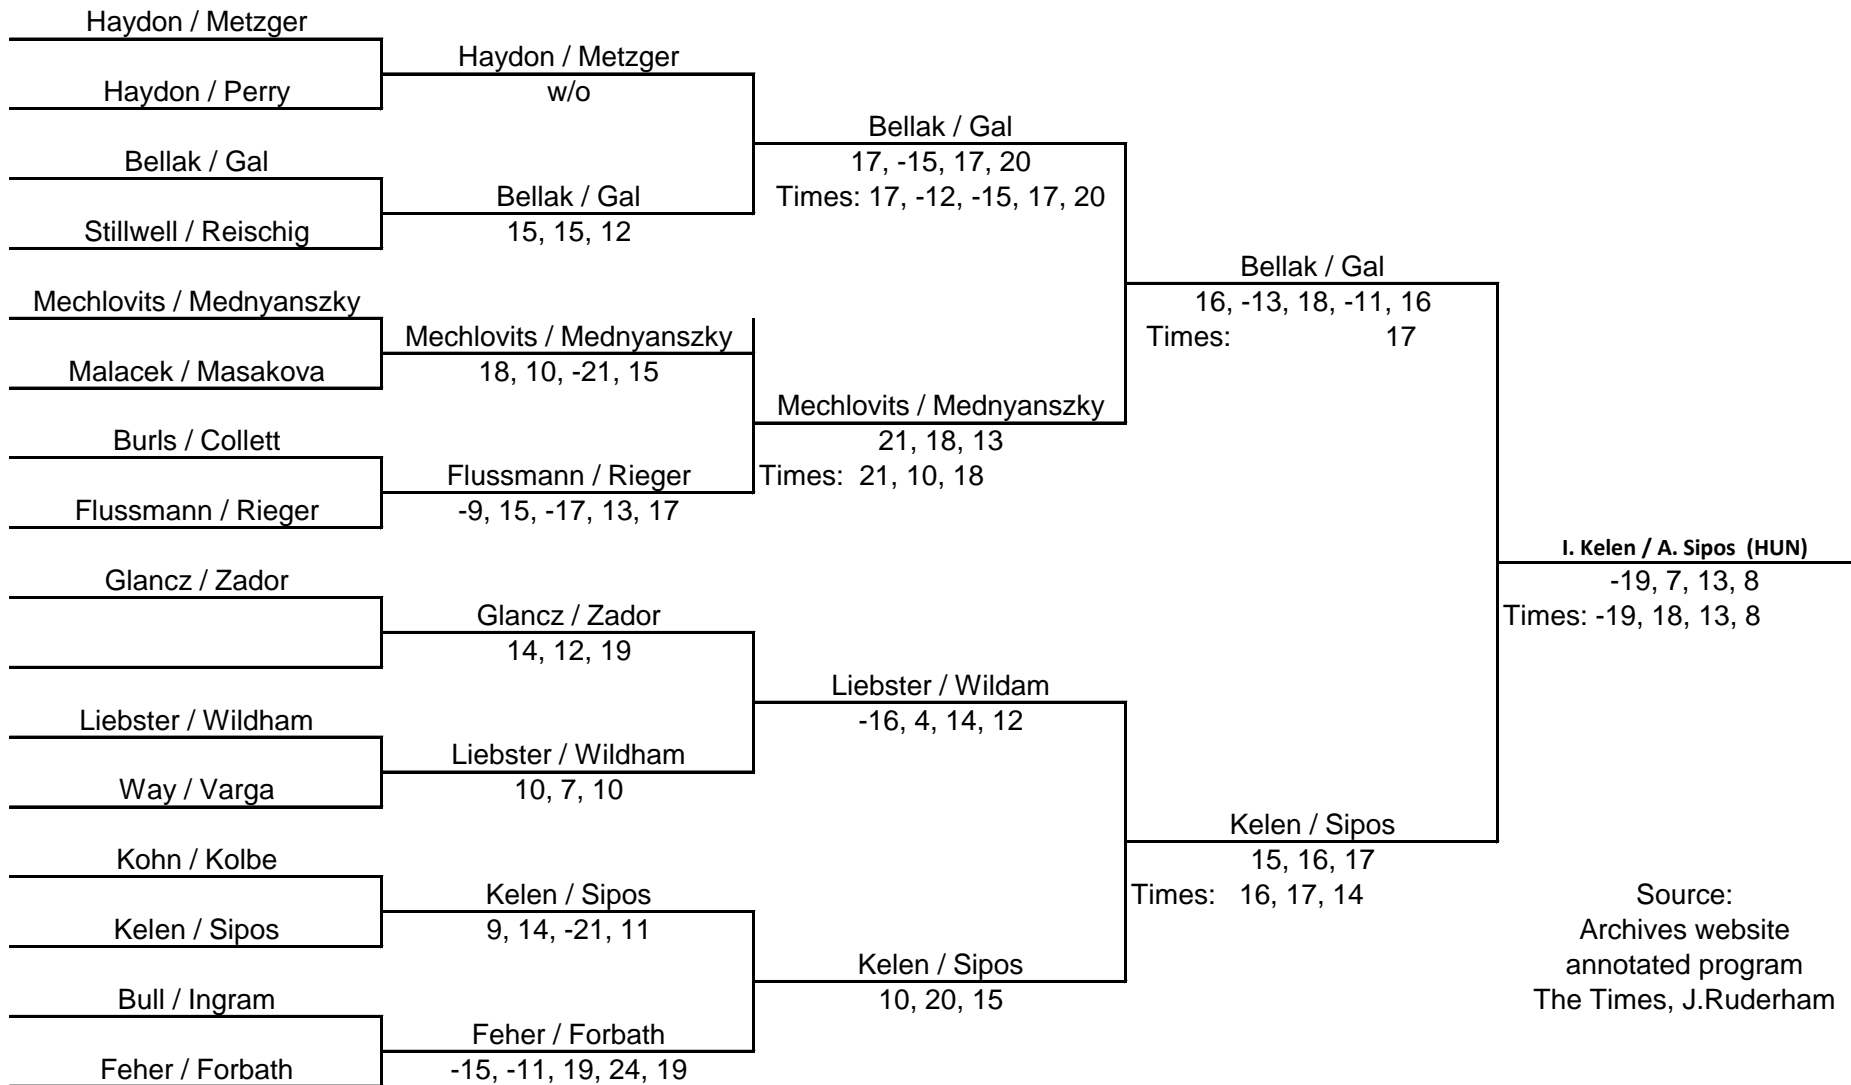 Haydon / Metzger
Haydon / Metzger
Haydon / Perry
w/o
Bellak / Gal
Bellak / Gal
17, -15, 17, 20
Bellak / Gal
Times: 17, -12, -15, 17, 20
Stillwell / Reischig
15, 15, 12
Bellak / Gal
Mechlovits / Mednyanszky
16, -13, 18, -11, 16
Mechlovits / Mednyanszky
Times: 17
Malacek / Masakova
18, 10, -21, 15
Mechlovits / Mednyanszky
Burls / Collett
21, 18, 13
Flussmann / Rieger
Times: 21, 10, 18
Flussmann / Rieger
-9, 15, -17, 13, 17
I. Kelen / A. Sipos (HUN)
Glancz / Zador
-19, 7, 13, 8
Glancz / Zador
Times: -19, 18, 13, 8
14, 12, 19
Liebster / Wildam
Liebster / Wildham
-16, 4, 14, 12
Liebster / Wildham
Way / Varga
10, 7, 10
Kelen / Sipos
Kohn / Kolbe
15, 16, 17
Kelen / Sipos
Times: 16, 17, 14
Source:
Kelen / Sipos
9, 14, -21, 11
Archives website
Kelen / Sipos
annotated program
Bull / Ingram
10, 20, 15
The Times, J.Ruderham
Feher / Forbath
Feher / Forbath
-15, -11, 19, 24, 19